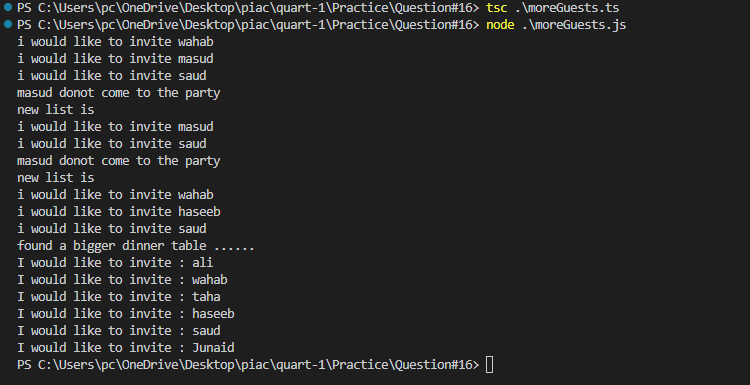 PS C:\Users\pc\OneDrive\Desktop\piac\quart-1\Practice\Question#16> tsc .\moreGuests.ts
PS C:\Users\pc\OneDrive\Desktop\piac\quart-1\Practice\Question#16> node .\moreGuests.js
i would like to invite wahab
i would like to invite masud
i would like to invite saud
masud donot come to the party
new list is
i would like to invite masud
i would like to invite saud
masud donot come to the party
new list is
i would like to invite wahab
i would like to invite haseeb
i would like to invite saud
found a bigger dinner table ......
I would like to invite : ali
I would like to invite : wahab
I would like to invite : taha
I would like to invite : haseeb
I would like to invite : saud
I would like to invite : Junaid
PS C:\Users\pc\OneDrive\Desktop\piac\quart-1\Practice\Question#16>